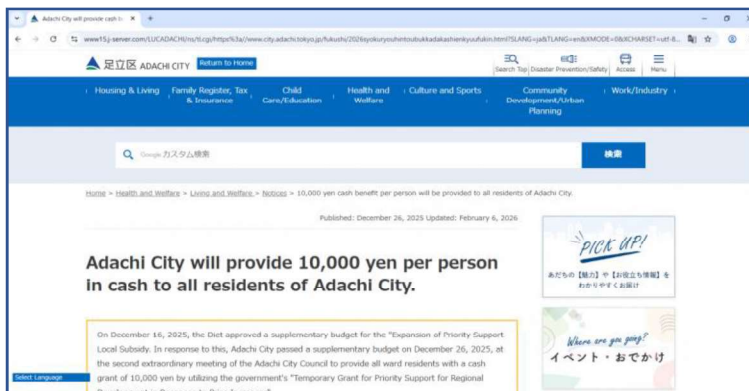 Adachi City will provide cash b
www15.j-server.com/LUCADACHI/ns/tl.cgi/https%3a//www.city.adachi.tokyo.jp/fukushi/2026syokuryouhintoubukkadakashienkyuufukin.html?SLANG=ja&TLANG=en&XMODE=0&XCHARSET=utf-8...
足立区 ADACHI CITY
Return to Home
Search Top
Disaster Prevention/Safety
Access
Menu
Housing & Living
Family Register, Tax
& Insurance
Child
Care/Education
Health and
Welfare
Culture and Sports
Community
Development/Urban
Planning
Work/Industry
Google カスタム検索
検索
Home > Health and Welfare > Living and Welfare > Notices > 10,000 yen cash benefit per person will be provided to all residents of Adachi City.
Published: December 26, 2025 Updated: February 6, 2026
Adachi City will provide 10,000 yen per person
in cash to all residents of Adachi City.
PICK UP!
あだちの【魅力】や【お役立ち情報】を
わかりやすくお届け
On December 16, 2025, the Diet approved a supplementary budget for the "Expansion of Priority Support
Local Subsidy. In response to this, Adachi City passed a supplementary budget on December 26, 2025, at
the second extraordinary meeting of the Adachi City Council to provide all ward residents with a cash
grant of 10,000 yen by utilizing the government's "Temporary Grant for Priority Support for Regional
Where are you going?
イベント・おでかけ
Select Language